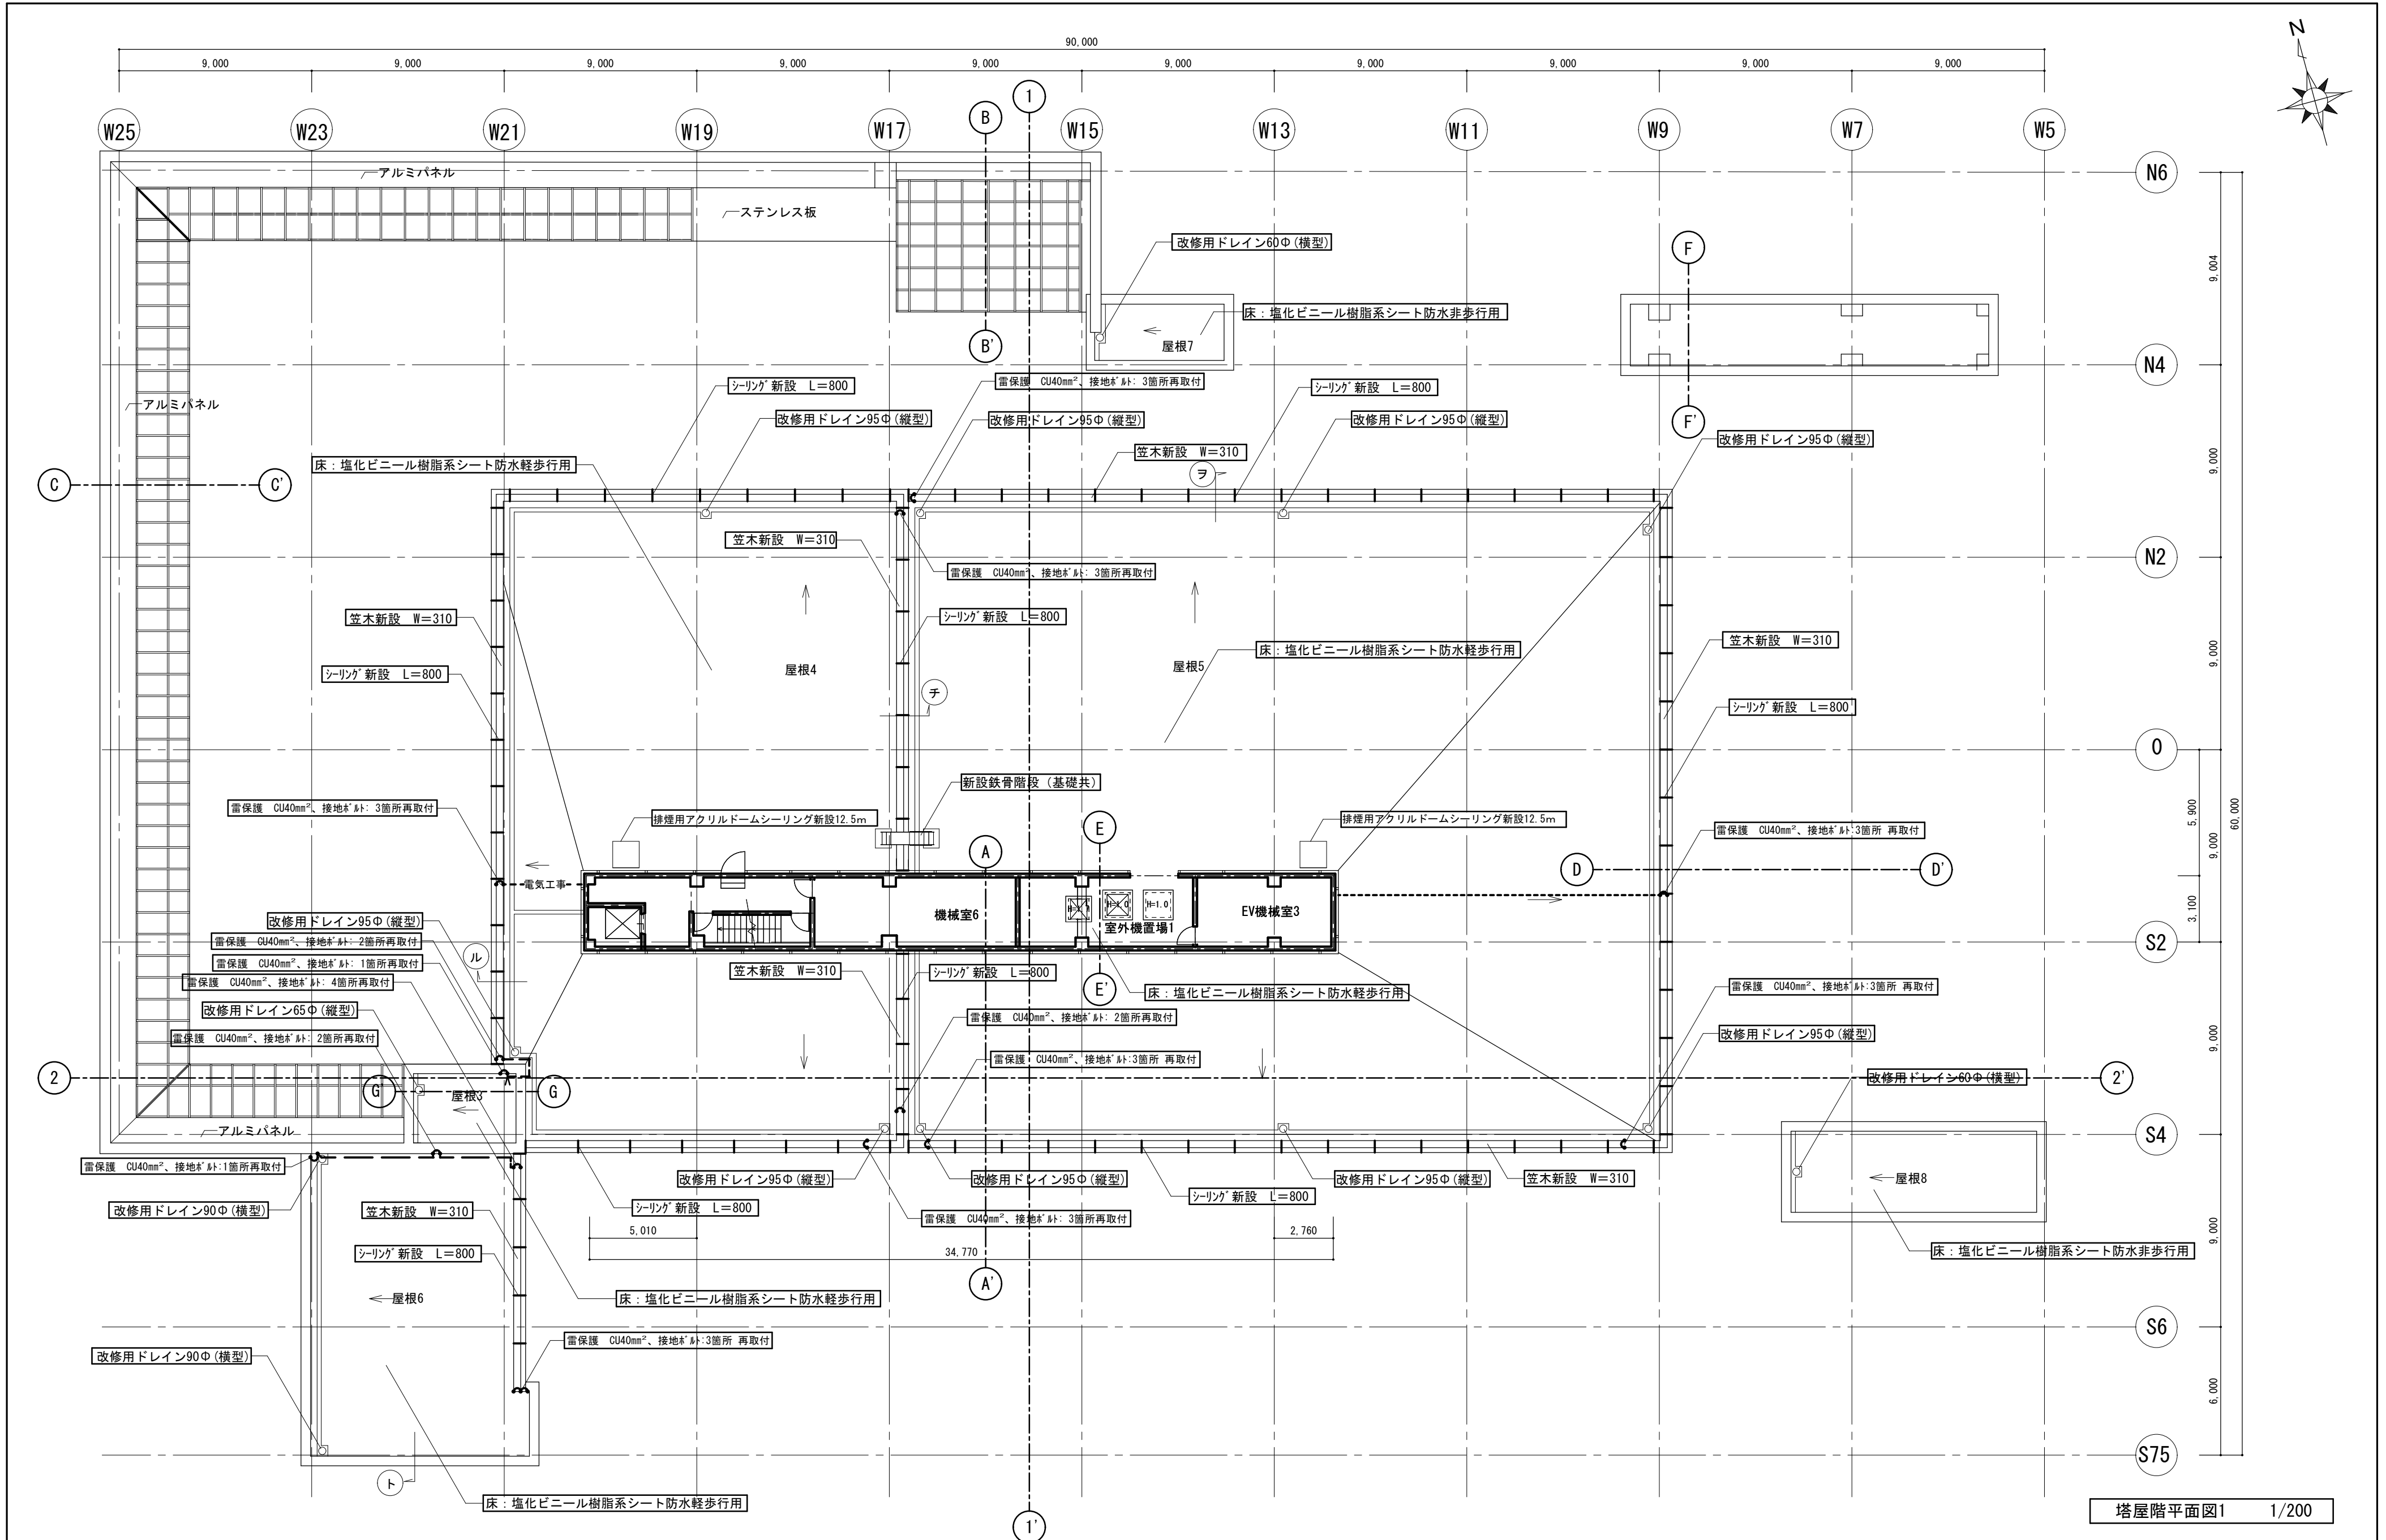 90,000
9,000
9,000
9,000
9,000
9,000
9,000
9,000
9,000
9,000
9,000
N
W25
W23
W21
W19
W17
B
1
W15
W13
W11
W9
W7
W5
アルミパネル
N6
ステンレス板
改修用ドレイン60Φ(横型)
F
9,004
床：塩化ビニール樹脂系シート防水非歩行用
B'
屋根7
N4
シーリング新設 L=800
雷保護 CU40mm²、接地ボルト: 3箇所再取付
シーリング新設 L=800
アルミパネル
改修用ドレイン95Φ(縦型)
改修用ドレイン95Φ(縦型)
改修用ドレイン95Φ(縦型)
F'
改修用ドレイン95Φ(縦型)
笠木新設 W=310
床：塩化ビニール樹脂系シート防水軽歩行用
ヲ
9,000
C
C'
笠木新設 W=310
N2
雷保護 CU40mm²、接地ボルト: 3箇所再取付
笠木新設 W=310
シーリング新設 L=800
笠木新設 W=310
床：塩化ビニール樹脂系シート防水軽歩行用
9,000
屋根4
屋根5
シーリング新設 L=800
チ
シーリング新設 L=800
O
新設鉄骨階段（基礎共）
雷保護 CU40mm²、接地ボルト: 3箇所再取付
排煙用アクリルドームシーリング新設12.5m
排煙用アクリルドームシーリング新設12.5m
5,900
60,000
E
雷保護 CU40mm²、接地ボルト:3箇所 再取付
9,000
A
D
D'
電気工事
H=1.0
H=1.0
3,100
機械室6
EV機械室3
室外機置場1
改修用ドレイン95Φ(縦型)
雷保護 CU40mm²、接地ボルト: 2箇所再取付
S2
ル
雷保護 CU40mm²、接地ボルト: 1箇所再取付
笠木新設 W=310
シーリング新設 L=800
雷保護 CU40mm²、接地ボルト: 4箇所再取付
E'
床：塩化ビニール樹脂系シート防水軽歩行用
雷保護 CU40mm²、接地ボルト:3箇所 再取付
改修用ドレイン65Φ(縦型)
雷保護 CU40mm²、接地ボルト: 2箇所再取付
改修用ドレイン95Φ(縦型)
雷保護 CU40mm²、接地ボルト: 2箇所再取付
9,000
雷保護 CU40mm²、接地ボルト:3箇所 再取付
2
2'
改修用ドレイン60Φ(横型)
G'
G
屋根3
アルミパネル
S4
雷保護 CU40mm²、接地ボルト:1箇所再取付
改修用ドレイン95Φ(縦型)
改修用ドレイン95Φ(縦型)
改修用ドレイン95Φ(縦型)
笠木新設 W=310
屋根8
シーリング新設 L=800
シーリング新設 L=800
改修用ドレイン90Φ(横型)
笠木新設 W=310
雷保護 CU40mm²、接地ボルト: 3箇所再取付
5,010
2,760
9,000
シーリング新設 L=800
34,770
床：塩化ビニール樹脂系シート防水非歩行用
A'
屋根6
床：塩化ビニール樹脂系シート防水軽歩行用
S6
雷保護 CU40mm²、接地ボルト:3箇所 再取付
改修用ドレイン90Φ(横型)
6,000
S75
ト
床：塩化ビニール樹脂系シート防水軽歩行用
塔屋階平面図1 1/200
1'